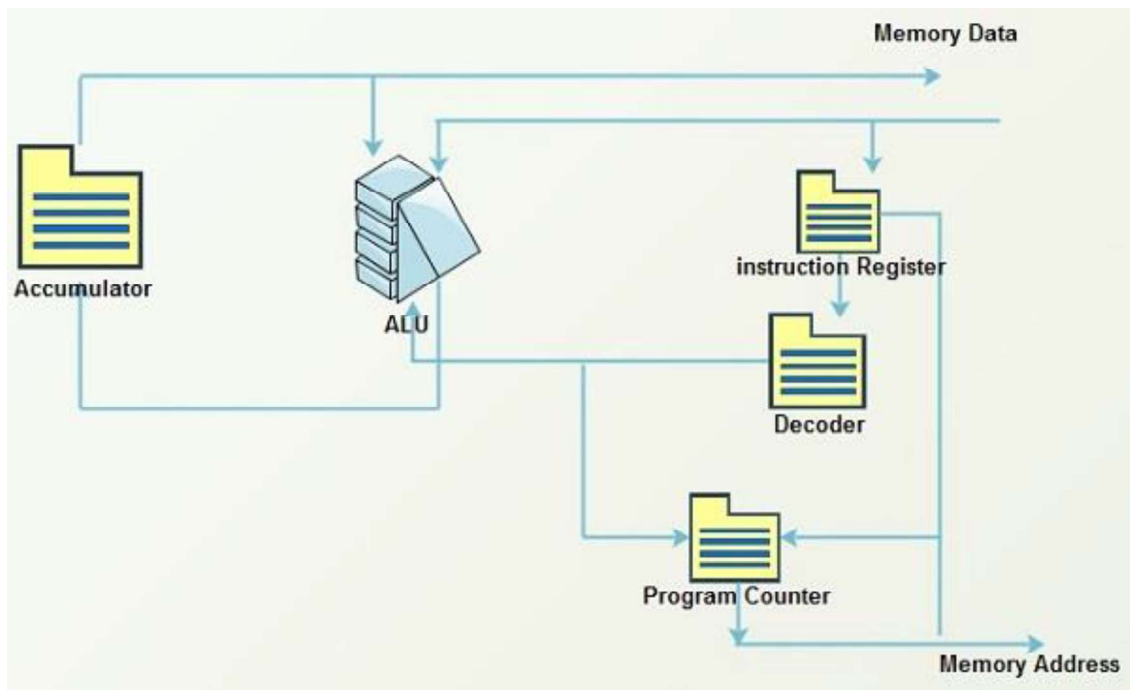 Memory Data
instruction Register
Accumulator
ALU
Decoder
Program Counter
Memory Address